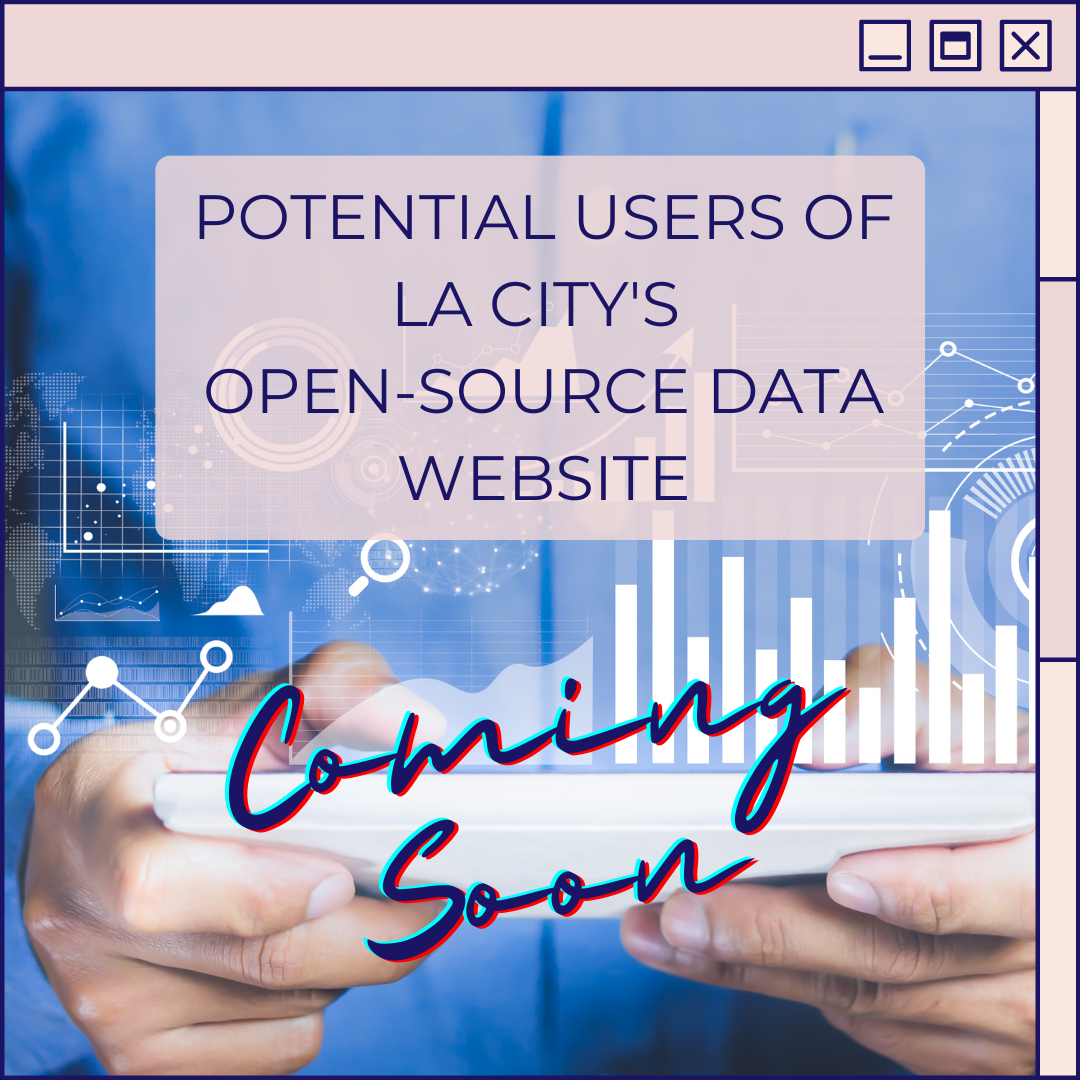 POTENTIAL USERS OF
LA CITY'S
OPEN-SOURCE DATA
WEBSITE
Coming
Soon